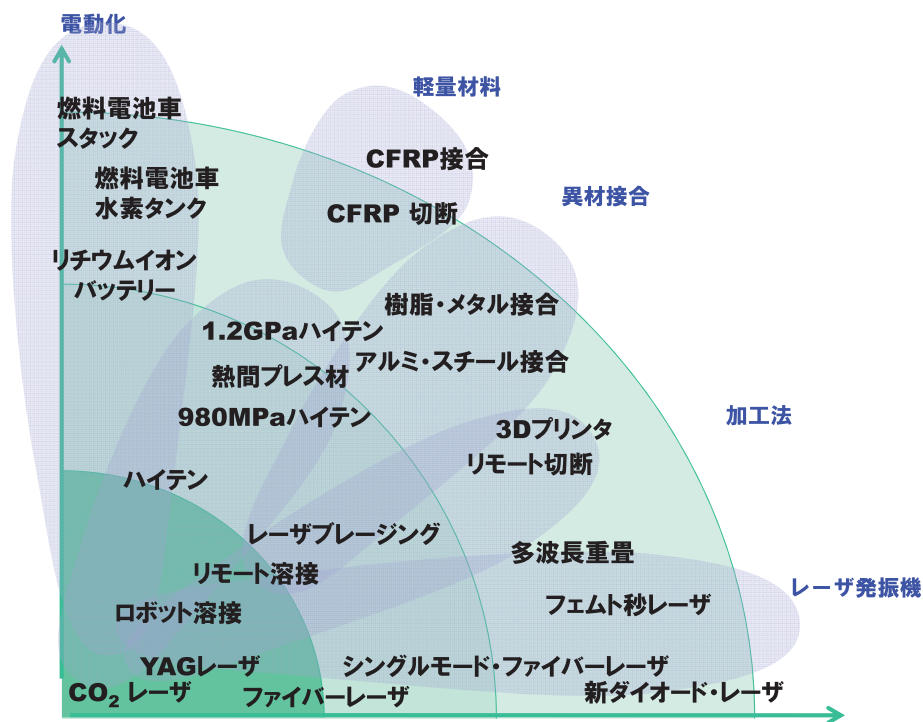 電動化
軽量材料
燃料電池車
スタック
CFRP接合
燃料電池車
水素タンク
CFRP 切断
異材接合
リチウムイオン
バッテリー
樹脂・メタル接合
1.2GPaハイテン
アルミ・スチール接合
熱間プレス材
980MPaハイテン
加工法
3Dプリンタ
リモート切断
ハイテン
レーザブレージング
多波長重畳
リモート溶接
レーザ発振機
フェムト秒レーザ
ロボット溶接
YAGレーザ
シングルモード・ファイバーレーザ
CO₂ レーザ
ファイバーレーザ
新ダイオード・レーザ